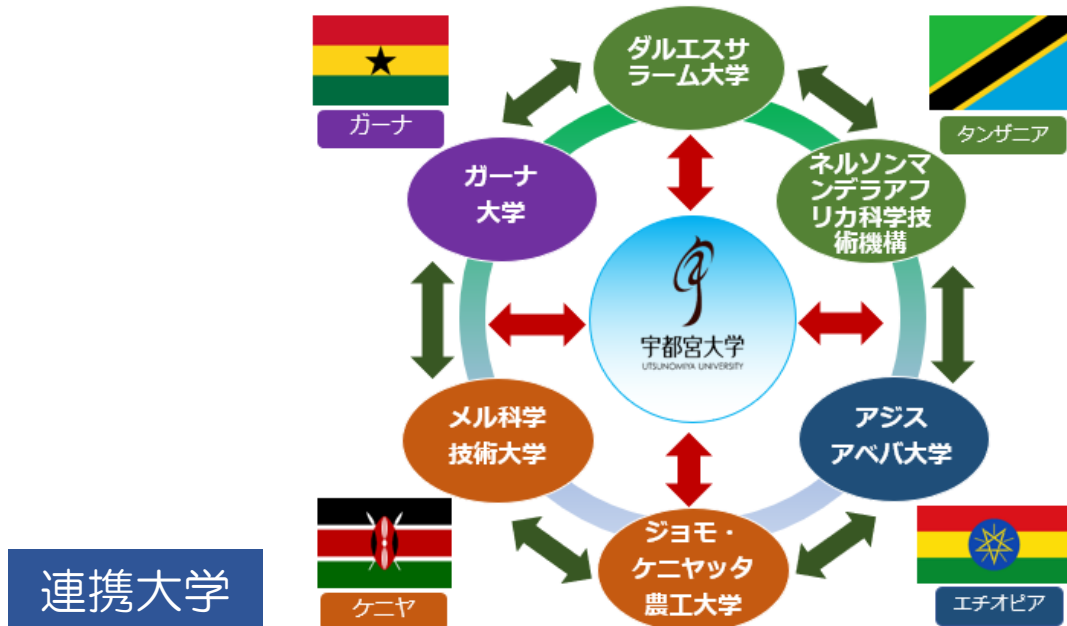 ダルエスサ
ラーム大学
ガーナ
タンザニア
ガーナ
大学
ネルソンマ
ンデラアフ
リカ科学技
術機構
宇都宮大学
UTSUNOMIYA UNIVERSITY
メル科学
技術大学
アジス
アベバ大学
ジョモ・
ケニヤッタ
農工大学
ケニヤ
エチオピア
連携大学